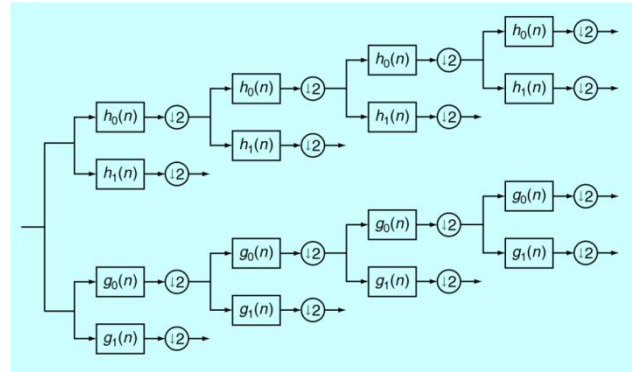 h0(n) ↓2
h0(n) ↓2
h0(n) ↓2 h1(n) ↓2
h0(n) ↓2 h1(n) ↓2
h1(n) ↓2
h1(n) ↓2
g0(n) ↓2
g0(n) ↓2
g0(n) ↓2 g1(n) ↓2
g0(n) ↓2 g1(n) ↓2
g1(n) ↓2
g1(n) ↓2